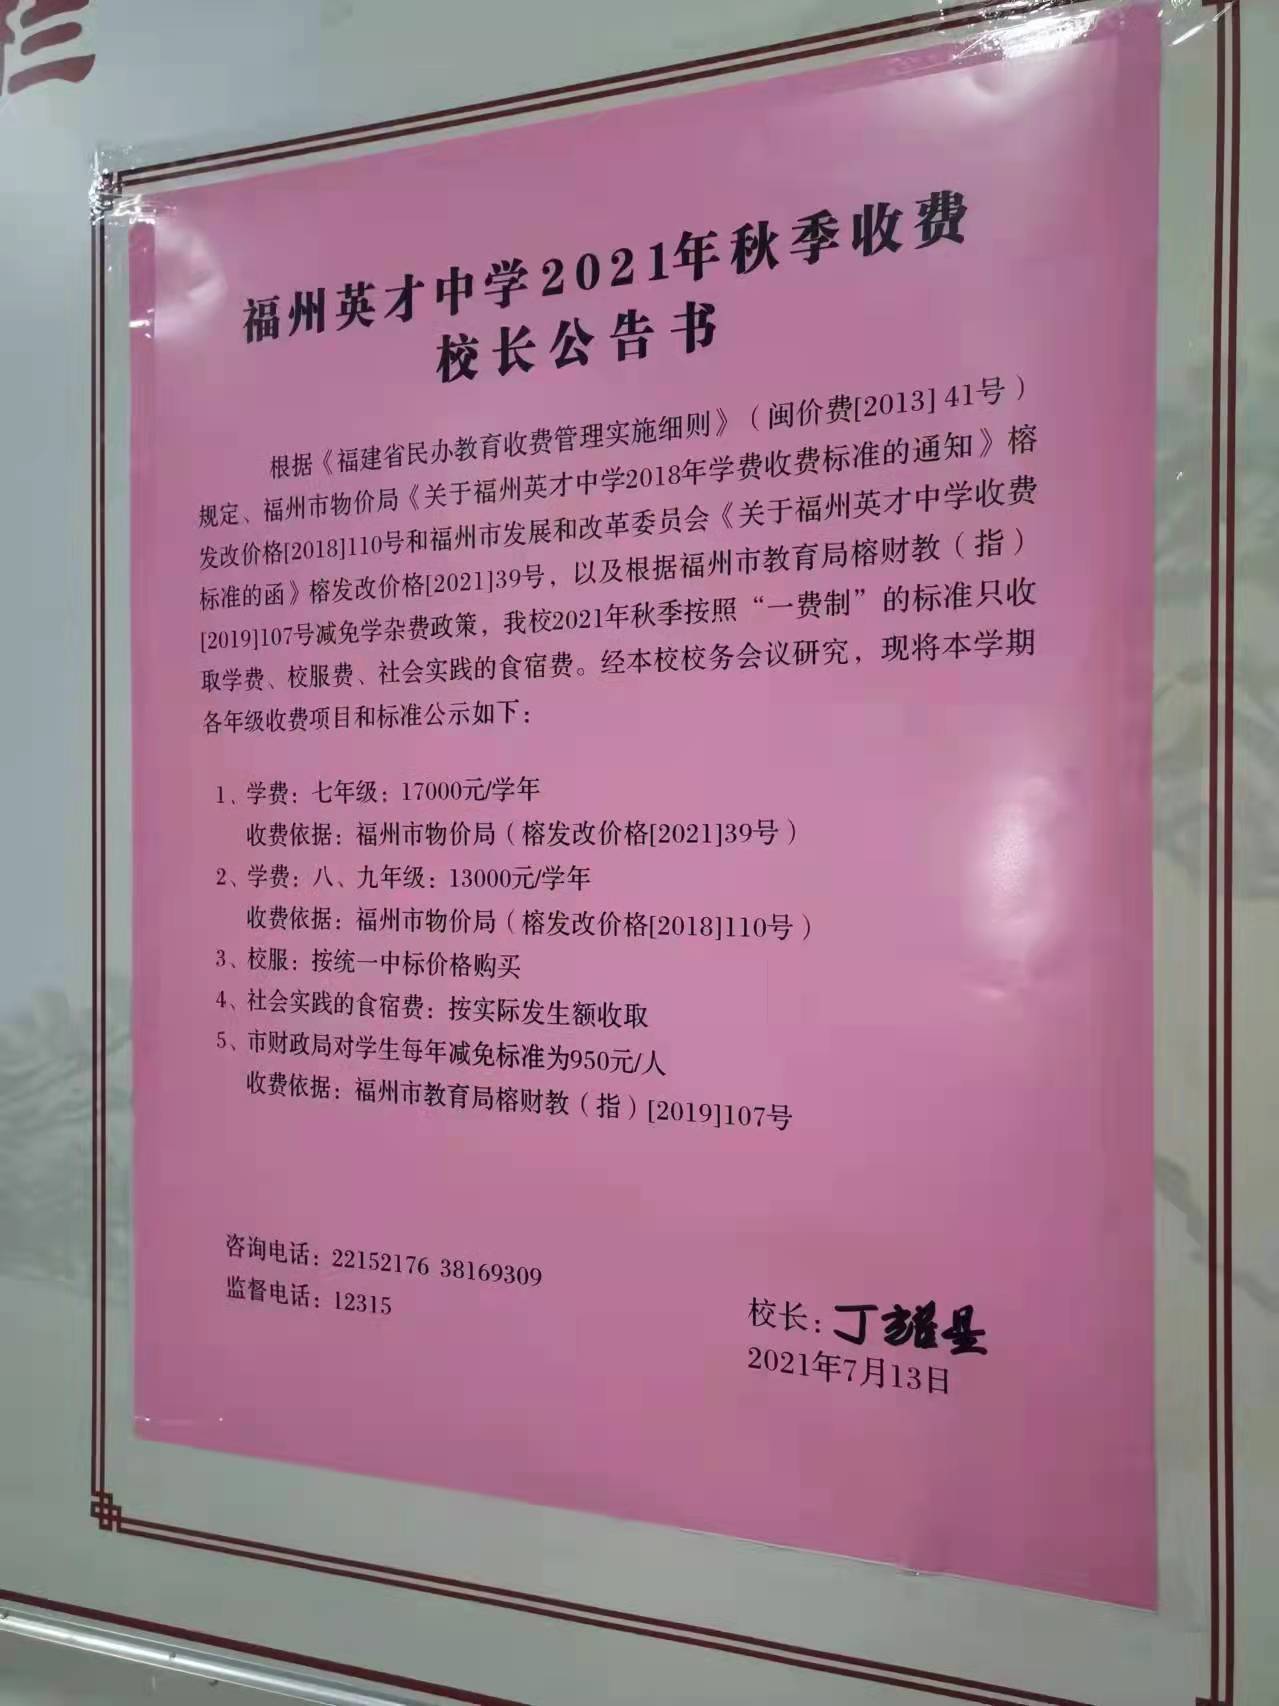 栏
福州英才中学2021年秋季收费
校长公告书
根据《福建省民办教育收费管理实施细则》（闽价费[2013] 41号）
规定、福州市物价局《关于福州英才中学2018年学费收费标准的通知》榕
发改价格[2018]110号和福州市发展和改革委员会《关于福州英才中学收费
标准的函》榕发改价格[2021]39号，以及根据福州市教育局榕财教（指）
[2019]107号减免学杂费政策，我校2021年秋季按照“一费制”的标准只收
取学费、校服费、社会实践的食宿费。经本校校务会议研究，现将本学期
各年级收费项目和标准公示如下：
1、学费：七年级：17000元/学年
收费依据：福州市物价局（榕发改价格[2021]39号）
2、学费：八、九年级：13000元/学年
收费依据：福州市物价局（榕发改价格[2018]110号）
3、校服：按统一中标价格购买
4、社会实践的食宿费：按实际发生额收取
5、市财政局对学生每年减免标准为950元/人
收费依据：福州市教育局榕财教（指）[2019]107号
咨询电话：22152176 38169309
监督电话：12315
校长：丁耀星
2021年7月13日